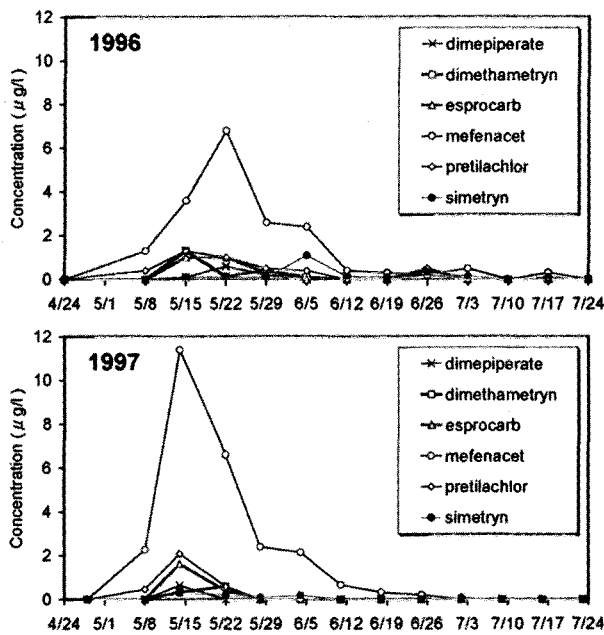 12
1996
10
8
6
4
2
0
Concentration (μg/l)
dimepiperate
dimethametryn
esprocarb
mefenacet
pretilachlor
simetryn
4/24 5/1 5/8 5/15 5/22 5/29 6/5 6/12 6/19 6/26 7/3 7/10 7/17 7/24
12
1997
10
8
6
4
2
0
Concentration (μg/l)
dimepiperate
dimethametryn
esprocarb
mefenacet
pretilachlor
simetryn
4/24 5/1 5/8 5/15 5/22 5/29 6/5 6/12 6/19 6/26 7/3 7/10 7/17 7/24